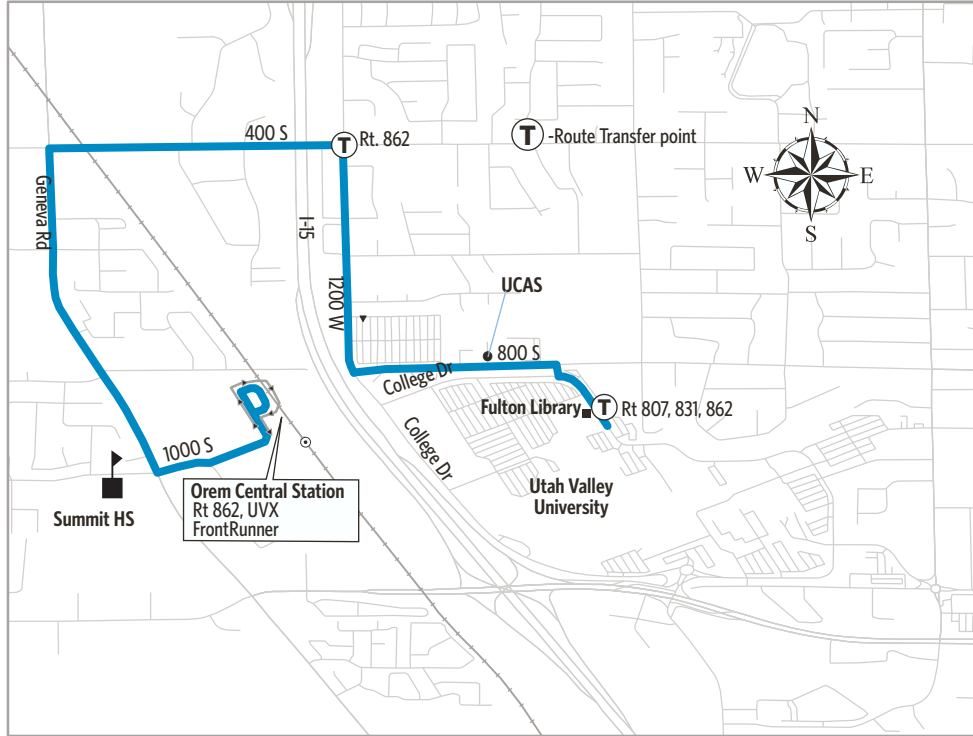 400 S
T
Rt. 862
T
-Route Transfer point
N
W
E
S
Geneva Rd
I-15
1200 W
UCAS
800 S
College Dr
Fulton Library
T
Rt 807, 831, 862
College Dr
1000 S
Orem Central Station
Rt 862, UVX
FrontRunner
Summit HS
Utah Valley
University